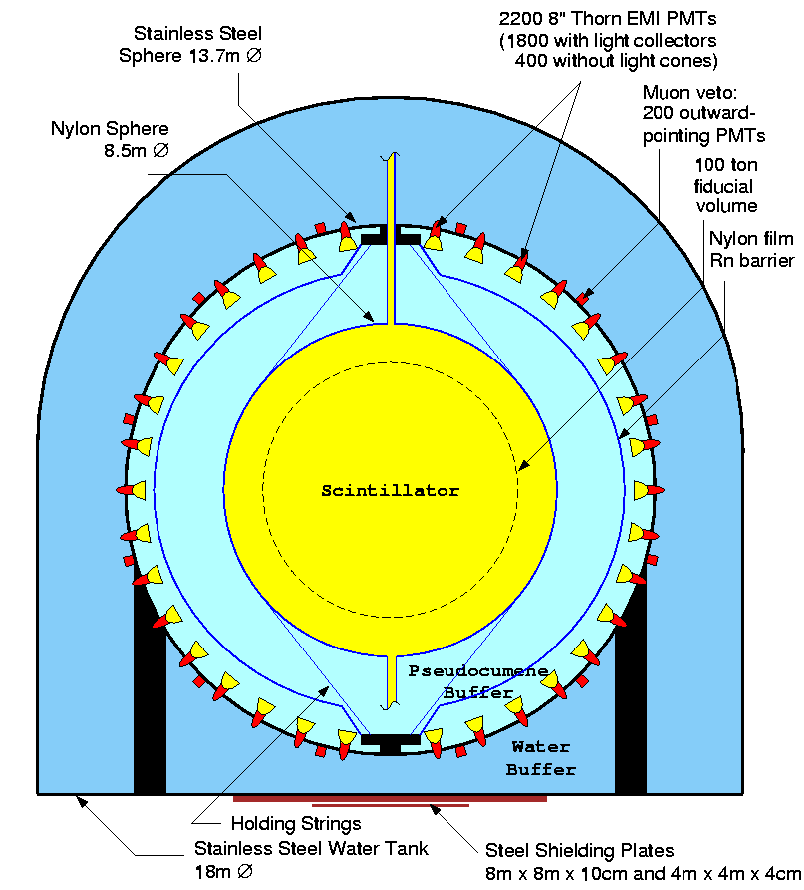 Stainless Steel
Sphere 13.7m ∅
2200 8" Thorn EMI PMTs
(1800 with light collectors
400 without light cones)
Nylon Sphere
8.5m ∅
Muon veto:
200 outward-
pointing PMTs
100 ton
fiducial
volume
Nylon film
Rn barrier
Scintillator
Pseudocumene
Buffer
Water
Buffer
Holding Strings
Stainless Steel Water Tank
18m ∅
Steel Shielding Plates
8m x 8m x 10cm and 4m x 4m x 4cm